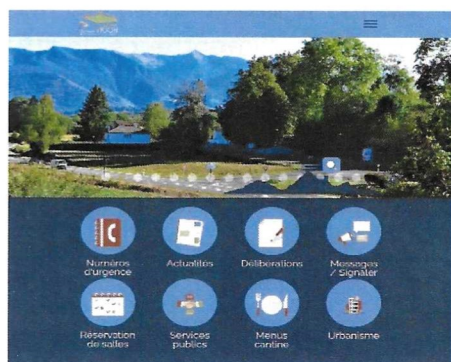 Numéros
d'urgence
Actualités
Délibérations
Messages
/ Signaler
Réservation
de salles
Services
publics
Menus
cantine
Urbanisme